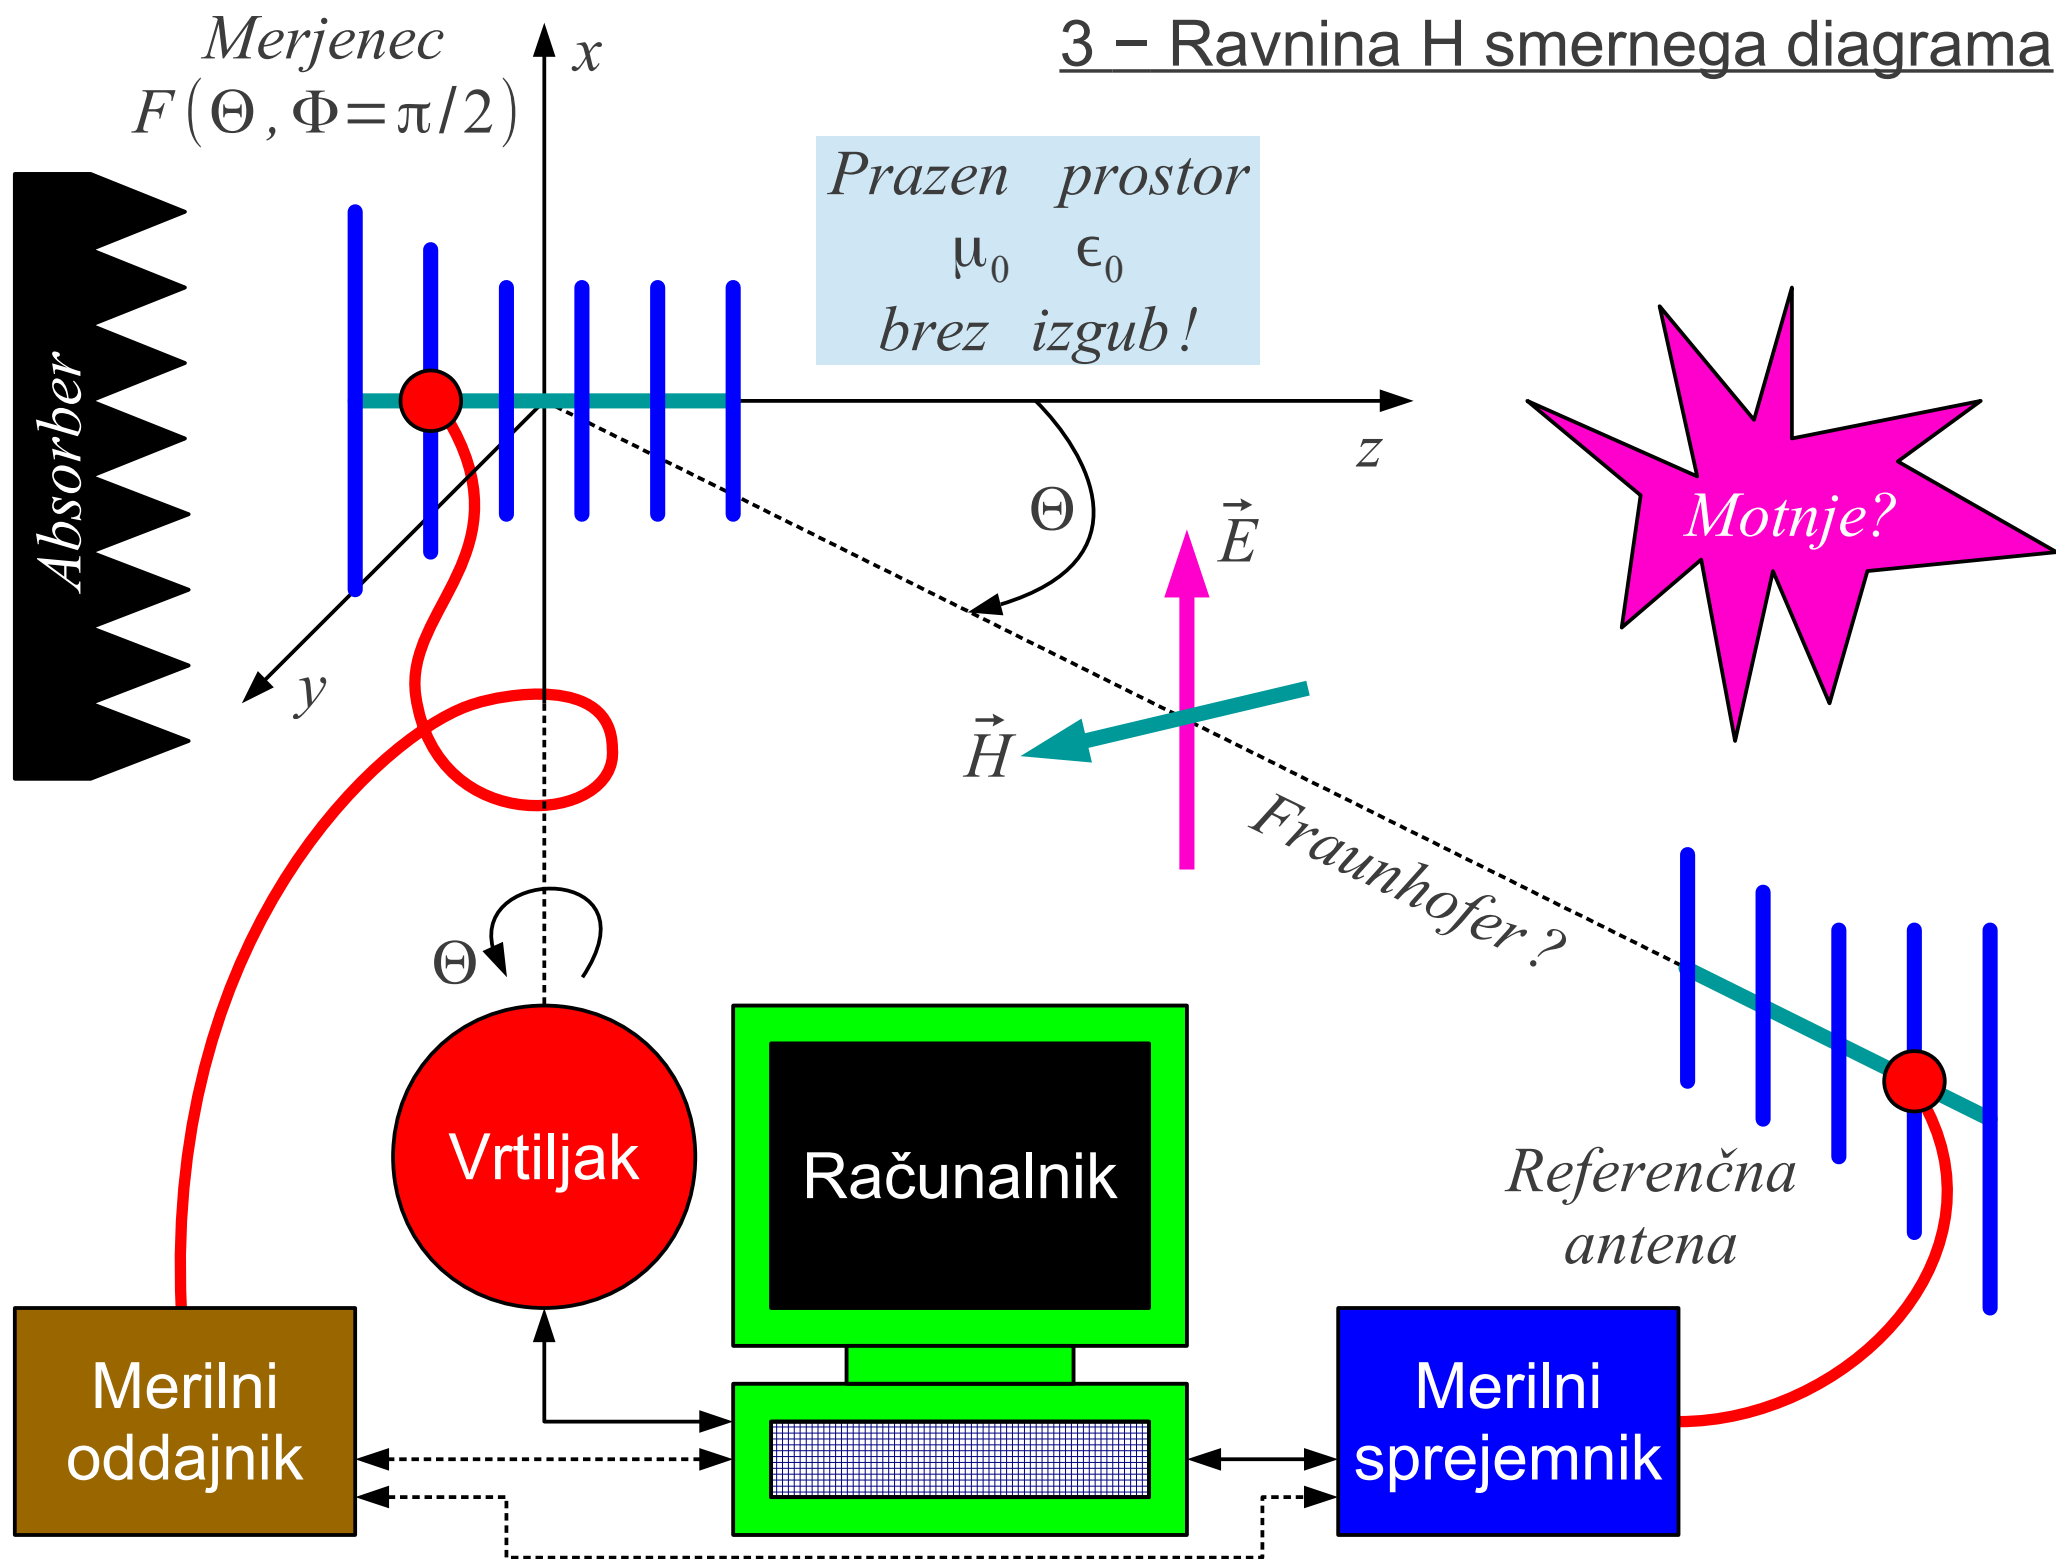 3 − Ravnina H smernega diagrama
Merjenec
F(Θ, Φ=π/2)
x
Prazen prostor
μ₀ ϵ₀
brez izgub!
Absorber
z
Θ
Motnje?
E⃗
y
H⃗
Fraunhofer?
Θ
Vrtiljak
Računalnik
Referenčna
antena
Merilni
oddajnik
Merilni
sprejemnik